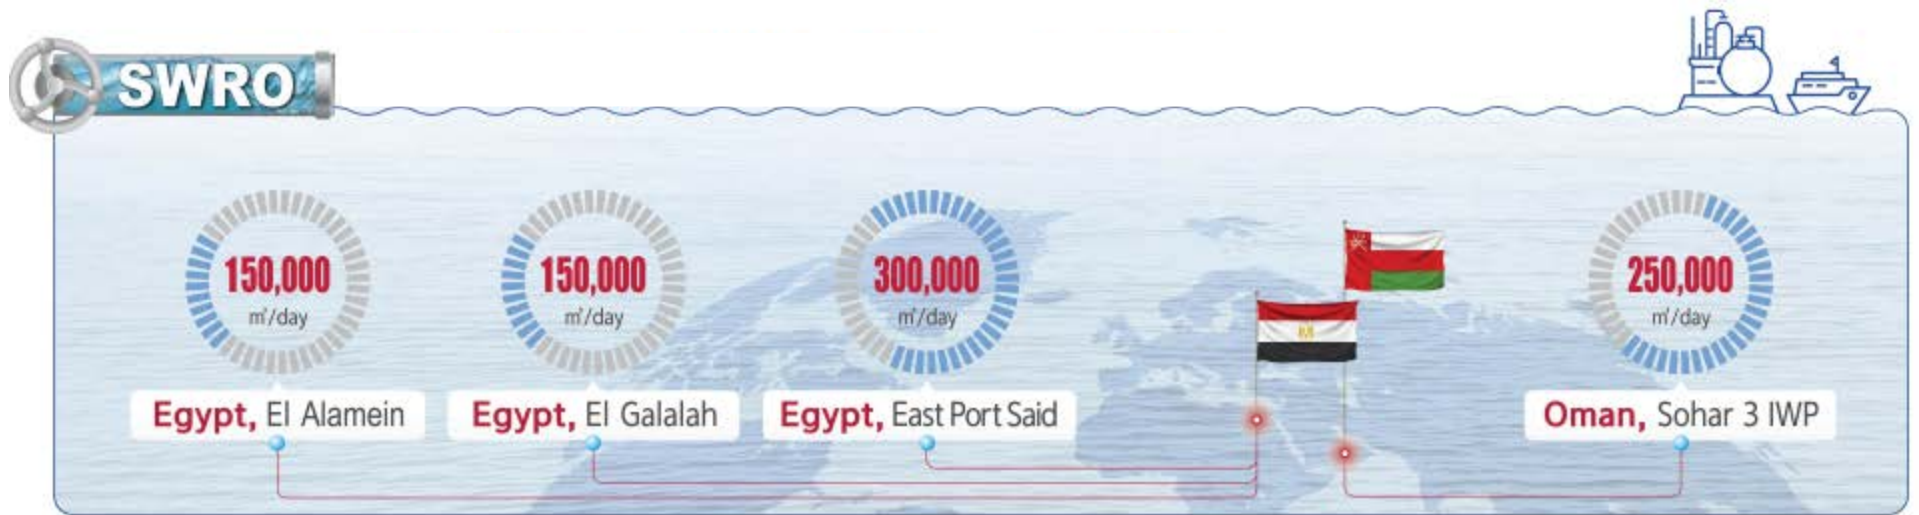 SWRO
150,000
㎥/day
Egypt, El Alamein
150,000
㎥/day
Egypt, El Galalah
300,000
㎥/day
Egypt, East Port Said
250,000
㎥/day
Oman, Sohar 3 IWP